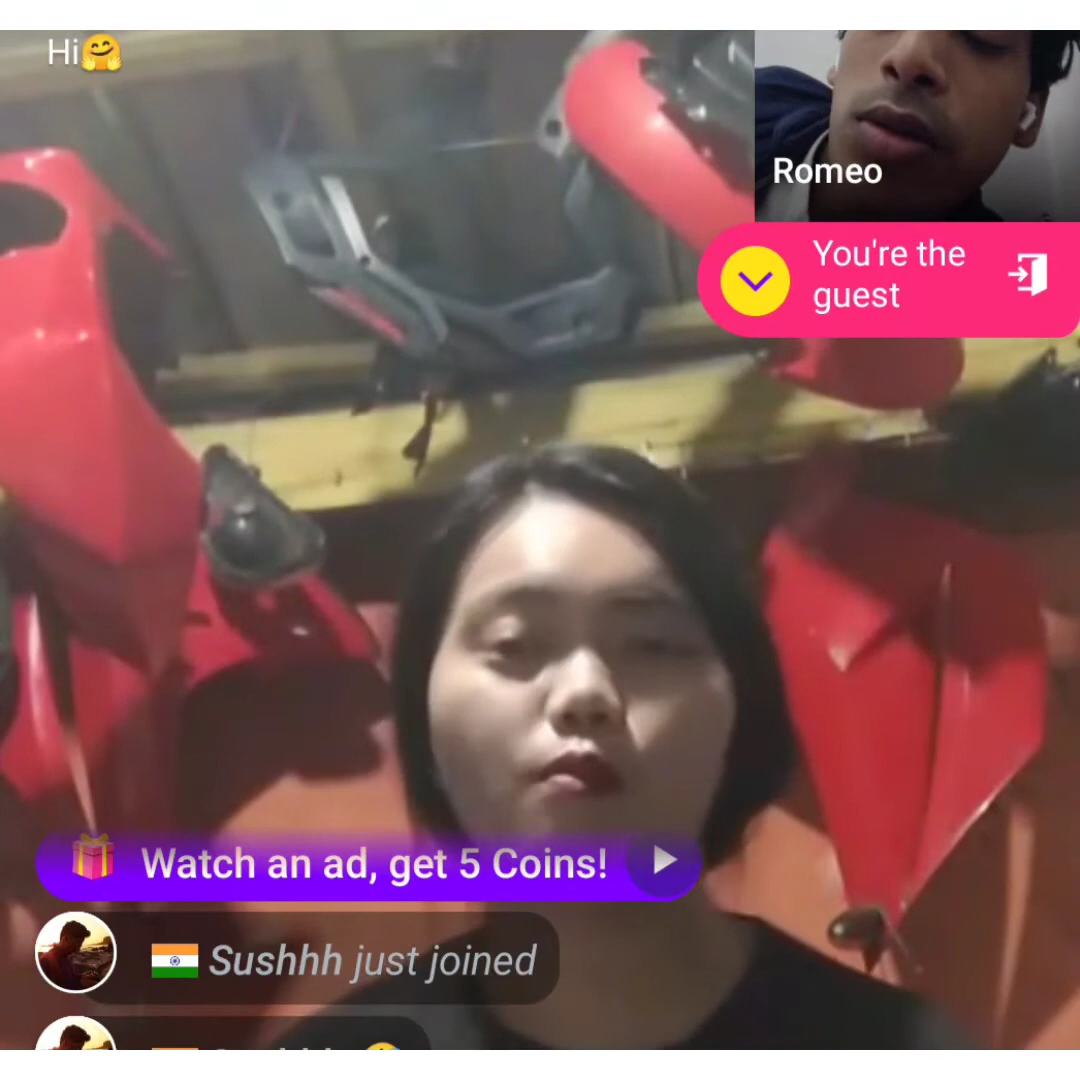 Hi🤗
Romeo
You're the
guest
Watch an ad, get 5 Coins!
Sushhh just joined